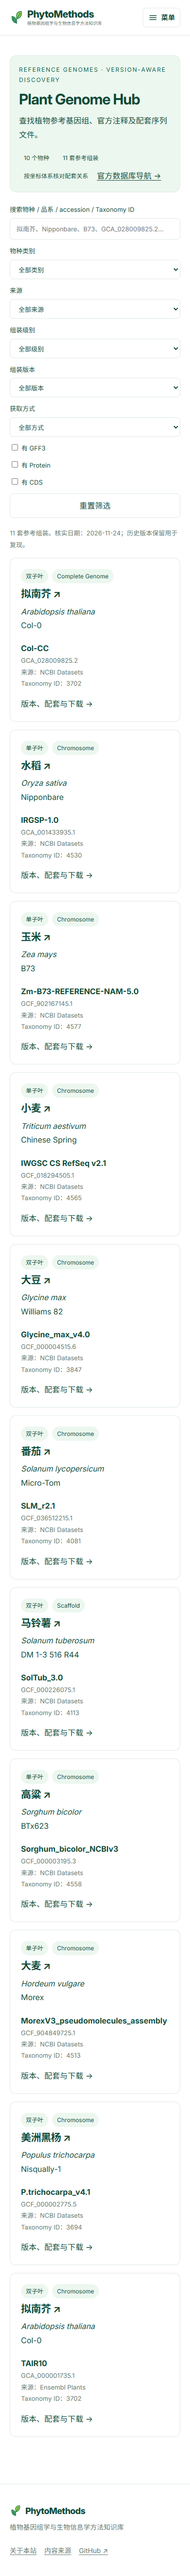 PhytoMethods
植物基因组学与生物信息学方法知识库
菜单
REFERENCE GENOMES · VERSION-AWARE
DISCOVERY
Plant Genome Hub
查找植物参考基因组、官方注释及配套序列
文件。
10 个物种
11 套参考组装
按坐标体系核对配套关系
官方数据库导航 →
搜索物种 / 品系 / accession / Taxonomy ID
拟南芥、Nipponbare、B73、GCA_028009825.2…
物种类别
全部类别
来源
全部来源
组装级别
全部级别
组装版本
全部版本
获取方式
全部方式
有 GFF3
有 Protein
有 CDS
重置筛选
11 套参考组装。核实日期：2026-11-24；历史版本保留用于
复现。
双子叶
Complete Genome
拟南芥 ↗
Arabidopsis thaliana
Col-0
Col-CC
GCA_028009825.2
来源：NCBI Datasets
Taxonomy ID：3702
版本、配套与下载 →
单子叶
Chromosome
水稻 ↗
Oryza sativa
Nipponbare
IRGSP-1.0
GCA_001433935.1
来源：NCBI Datasets
Taxonomy ID：4530
版本、配套与下载 →
单子叶
Chromosome
玉米 ↗
Zea mays
B73
Zm-B73-REFERENCE-NAM-5.0
GCF_902167145.1
来源：NCBI Datasets
Taxonomy ID：4577
版本、配套与下载 →
单子叶
Chromosome
小麦 ↗
Triticum aestivum
Chinese Spring
IWGSC CS RefSeq v2.1
GCF_018294505.1
来源：NCBI Datasets
Taxonomy ID：4565
版本、配套与下载 →
双子叶
Chromosome
大豆 ↗
Glycine max
Williams 82
Glycine_max_v4.0
GCF_000004515.6
来源：NCBI Datasets
Taxonomy ID：3847
版本、配套与下载 →
双子叶
Chromosome
番茄 ↗
Solanum lycopersicum
Micro-Tom
SLM_r2.1
GCF_036512215.1
来源：NCBI Datasets
Taxonomy ID：4081
版本、配套与下载 →
双子叶
Scaffold
马铃薯 ↗
Solanum tuberosum
DM 1-3 516 R44
SolTub_3.0
GCF_000226075.1
来源：NCBI Datasets
Taxonomy ID：4113
版本、配套与下载 →
单子叶
Chromosome
高粱 ↗
Sorghum bicolor
BTx623
Sorghum_bicolor_NCBIv3
GCF_000003195.3
来源：NCBI Datasets
Taxonomy ID：4558
版本、配套与下载 →
单子叶
Chromosome
大麦 ↗
Hordeum vulgare
Morex
MorexV3_pseudomolecules_assembly
GCF_904849725.1
来源：NCBI Datasets
Taxonomy ID：4513
版本、配套与下载 →
双子叶
Chromosome
美洲黑杨 ↗
Populus trichocarpa
Nisqually-1
P.trichocarpa_v4.1
GCF_000002775.5
来源：NCBI Datasets
Taxonomy ID：3694
版本、配套与下载 →
双子叶
Chromosome
拟南芥 ↗
Arabidopsis thaliana
Col-0
TAIR10
GCA_000001735.1
来源：Ensembl Plants
Taxonomy ID：3702
版本、配套与下载 →
PhytoMethods
植物基因组学与生物信息学方法知识库
关于本站
内容来源
GitHub ↗